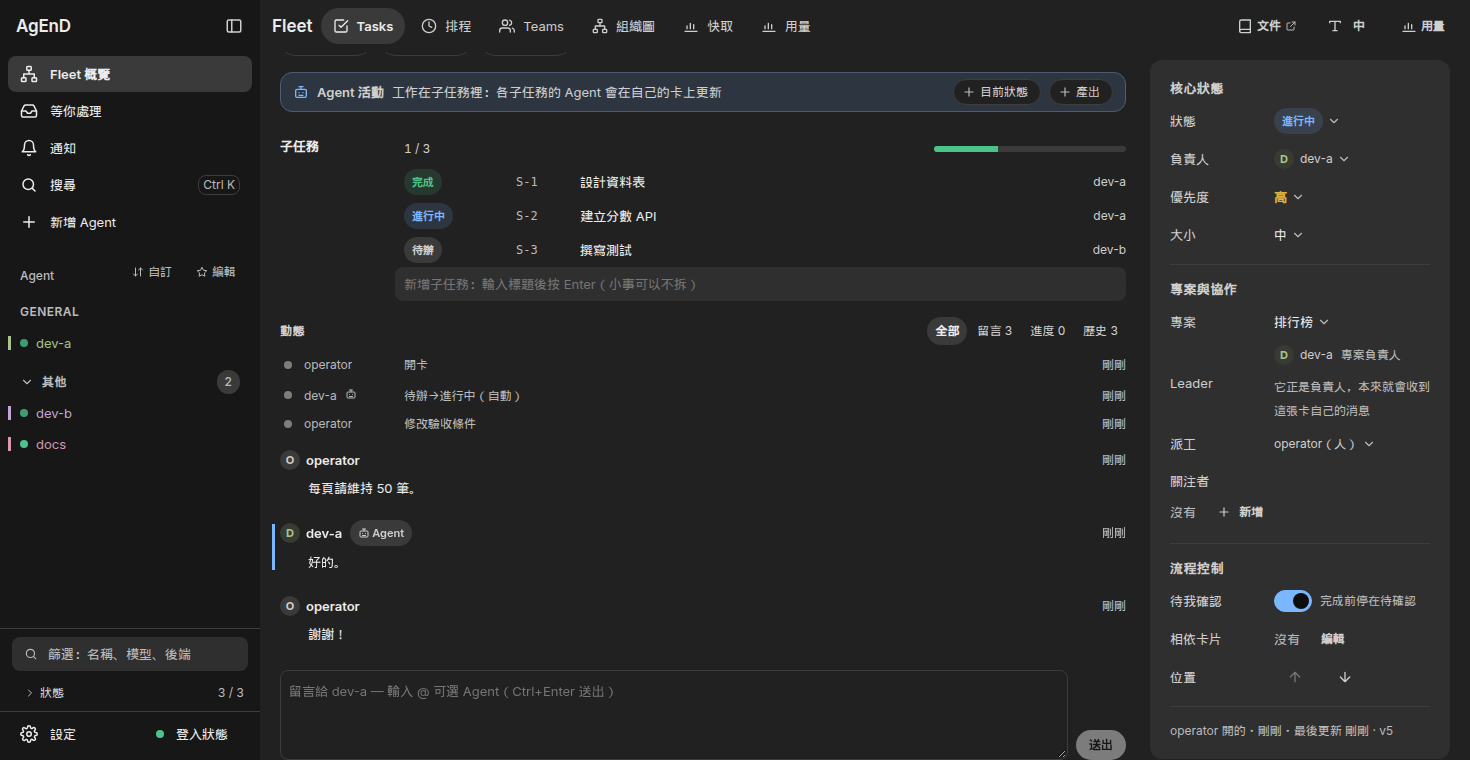 AgEnD
Fleet 概覽
等你處理
通知
搜尋 Ctrl K
新增 Agent
Agent 自訂 編輯
GENERAL
dev-a
其他 2
dev-b
docs
篩選：名稱、模型、後端
狀態 3 / 3
設定 登入狀態
Fleet Tasks 排程 Teams 組織圖 快取 用量
文件 中 用量
Agent 活動 工作在子任務裡：各子任務的 Agent 會在自己的卡上更新 目前狀態 產出
子任務 1 / 3
完成 S-1 設計資料表 dev-a
進行中 S-2 建立分數 API dev-a
待辦 S-3 撰寫測試 dev-b
新增子任務：輸入標題後按 Enter（小事可以不拆）
動態 全部 留言 3 進度 0 歷史 3
operator 開卡 剛剛
dev-a 待辦→進行中（自動） 剛剛
operator 修改驗收條件 剛剛
O operator 剛剛
每頁請維持 50 筆。
D dev-a Agent 剛剛
好的。
O operator 剛剛
謝謝！
留言給 dev-a — 輸入 @ 可選 Agent（Ctrl+Enter 送出）
送出
核心狀態
狀態 進行中
負責人 D dev-a
優先度 高
大小 中
專案與協作
專案 排行榜
Leader D dev-a 專案負責人
它正是負責人，本來就會收到
這張卡自己的消息
派工 operator（人）
關注者
沒有 新增
流程控制
待我確認 完成前停在待確認
相依卡片 沒有 編輯
位置
operator 開的・剛剛・最後更新 剛剛 · v5